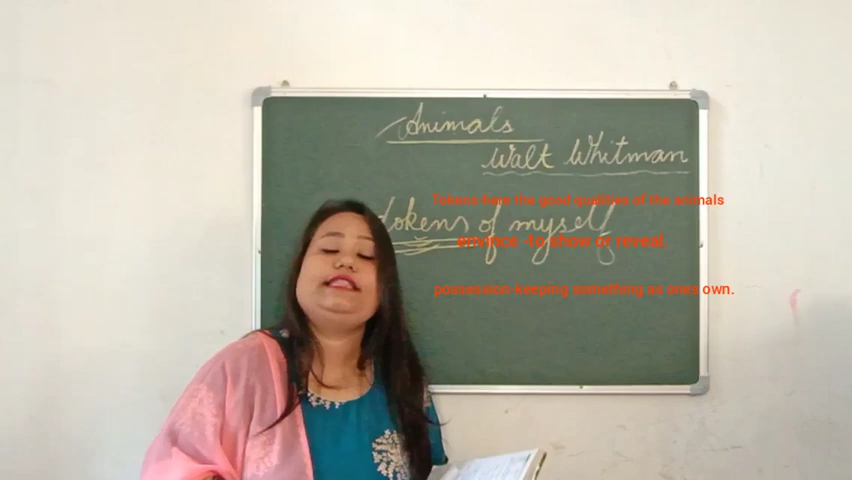 Animals
Walt Whitman
Tokens-here the good qualities of the animals
tokens of myself
envince -to show or reveal.
possession-keeping something as ones own.